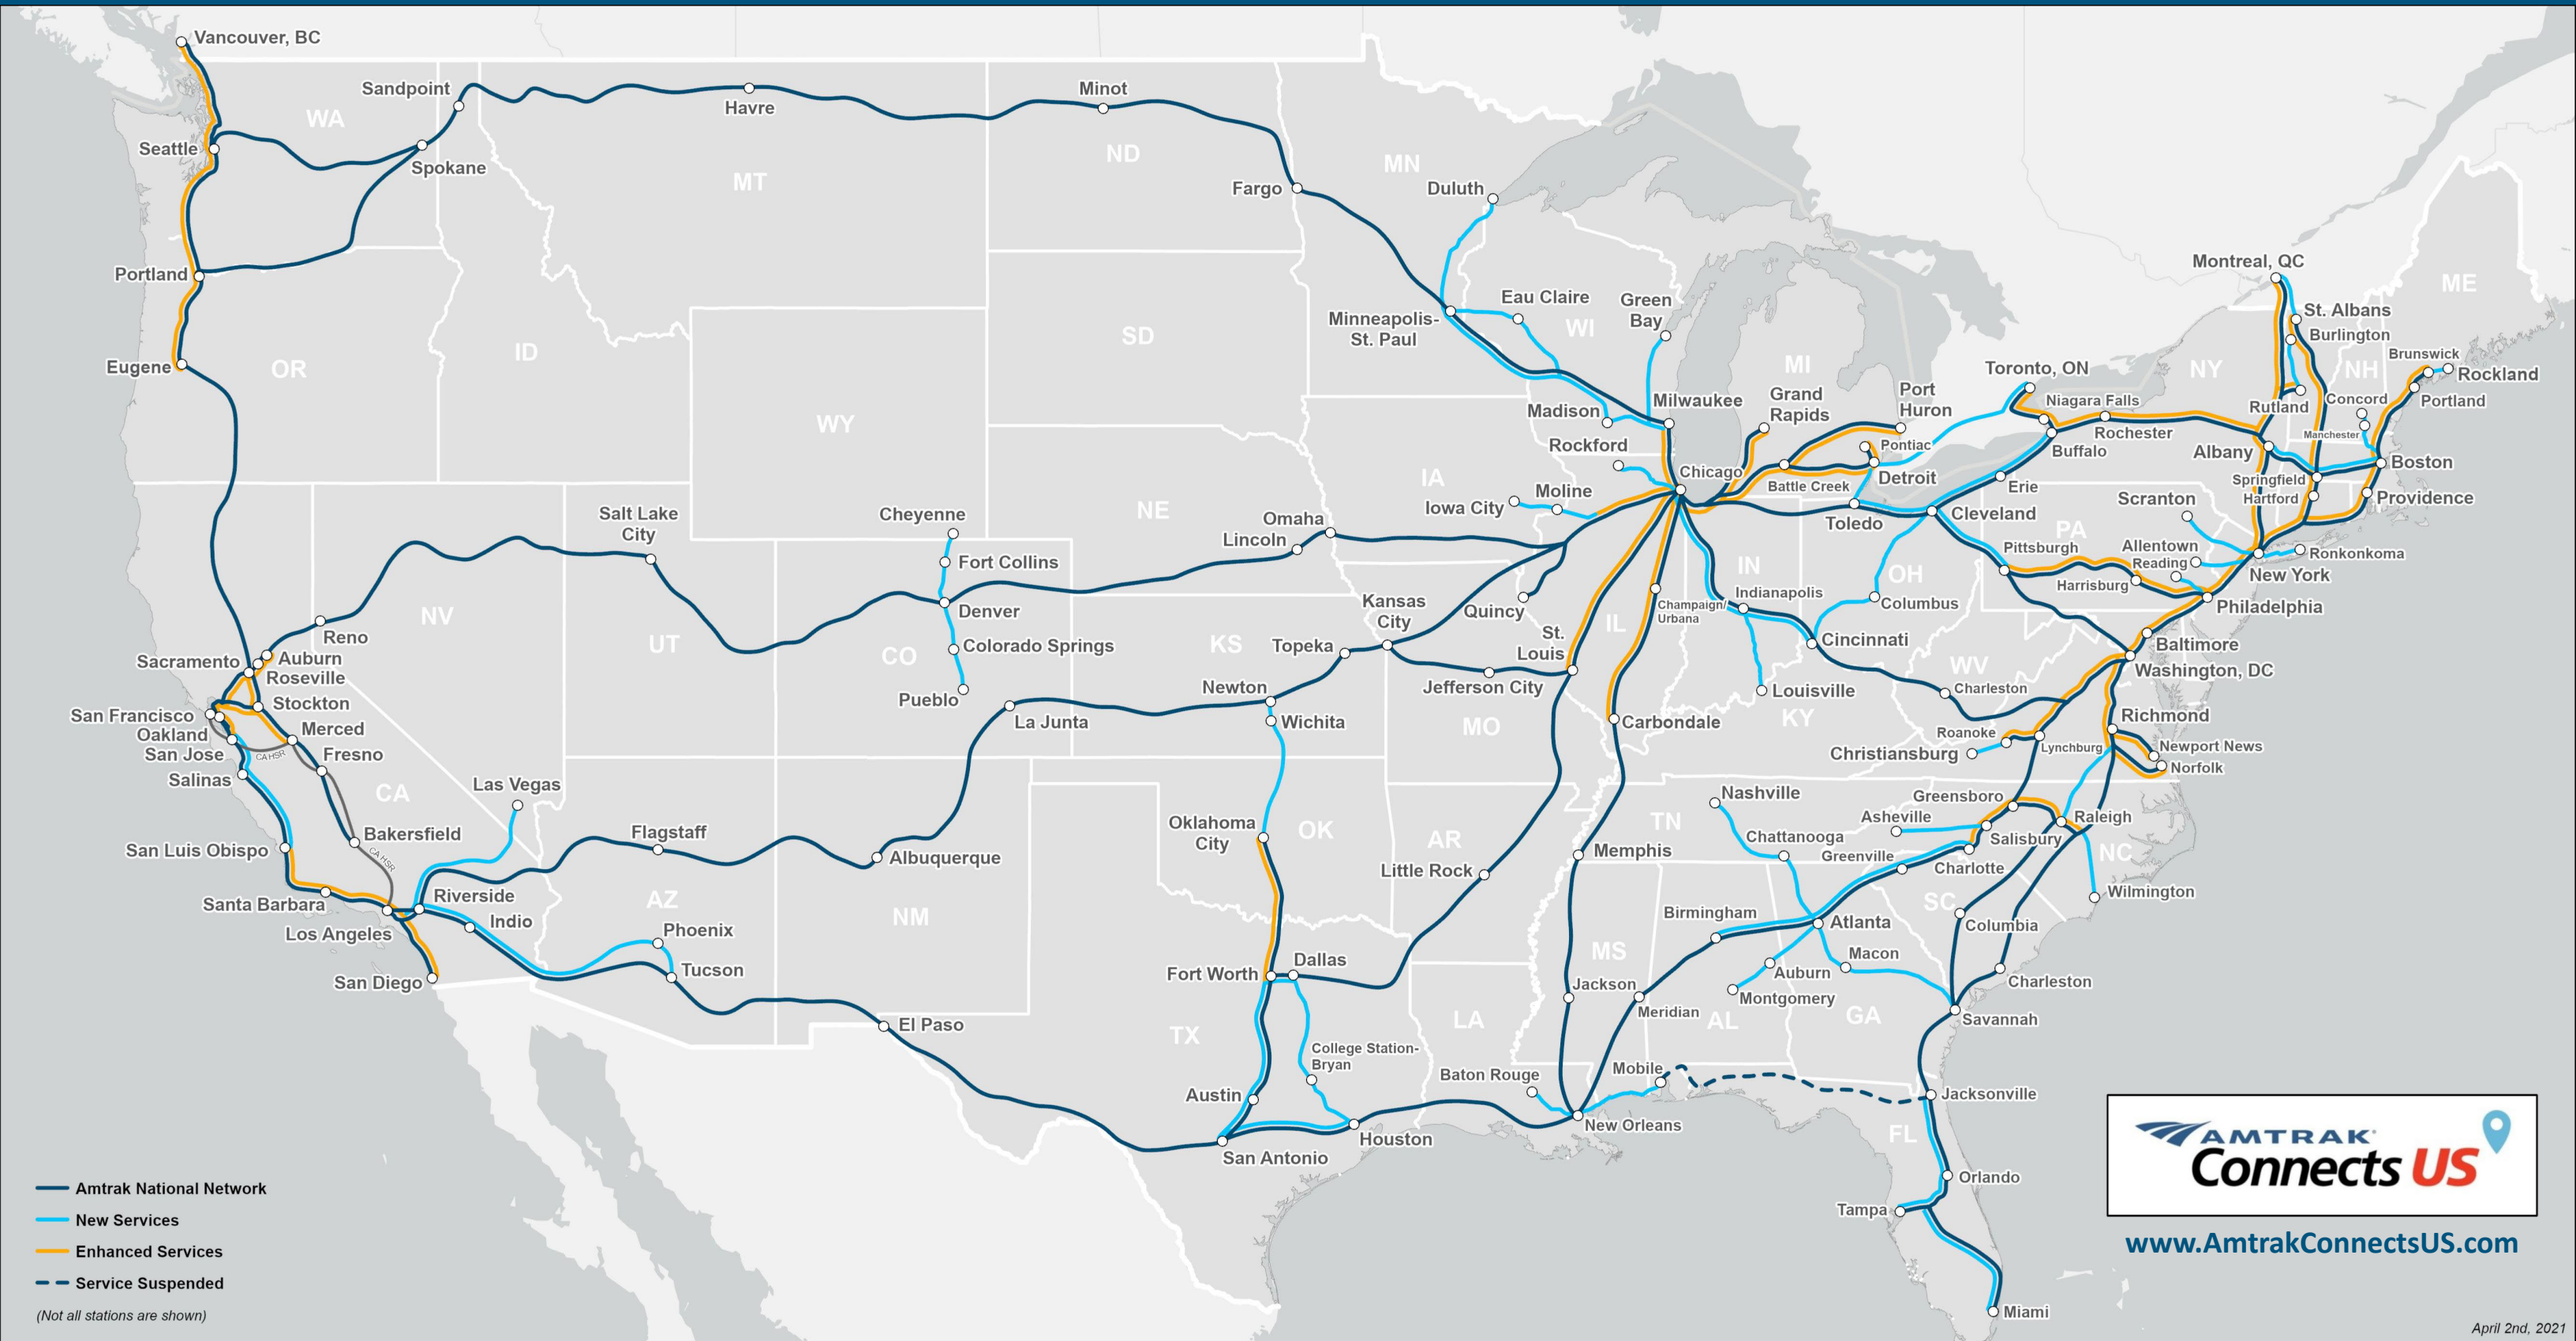 Vancouver, BC
Sandpoint
Havre
Minot
WA
Seattle
Spokane
ND
MT
MN
Fargo
Duluth
Portland
Montreal, QC
ME
Eau Claire
Green
Bay
Minneapolis-
St. Paul
WI
St. Albans
Burlington
SD
ID
OR
Eugene
MI
Toronto, ON
NY
NH
Brunswick
Rockland
Portland
WY
Madison
Milwaukee
Grand
Rapids
Port
Huron
Niagara Falls
Rutland
Concord
Rochester
Manchester
Rockford
Pontiac
Buffalo
Albany
Boston
IA
Chicago
Battle Creek
Detroit
Springfield
Erie
Moline
Iowa City
Hartford
Providence
Scranton
Salt Lake
City
Cheyenne
NE
Omaha
Lincoln
Toledo
Cleveland
PA
Pittsburgh
Allentown
Reading
Ronkonkoma
New York
Harrisburg
Fort Collins
IN
OH
Indianapolis
Denver
Kansas
City
Quincy
Champaign/
Urbana
Columbus
Philadelphia
NV
Reno
UT
CO
Colorado Springs
KS
Topeka
St.
Louis
IL
Cincinnati
Baltimore
Washington, DC
Sacramento
Auburn
Roseville
WV
Newton
Jefferson City
Louisville
Charleston
Pueblo
Stockton
San Francisco
Oakland
San Jose
Merced
La Junta
Wichita
MO
Carbondale
KY
Richmond
Roanoke
Christiansburg
Lynchburg
Newport News
Norfolk
CAHSR
Fresno
Salinas
CA
Las Vegas
Nashville
Greensboro
Asheville
Raleigh
TN
Bakersfield
Flagstaff
Oklahoma
City
OK
AR
Chattanooga
Salisbury
San Luis Obispo
CAHSR
Albuquerque
Memphis
Greenville
Charlotte
NC
Little Rock
Santa Barbara
Riverside
AZ
Wilmington
NM
Birmingham
SC
Los Angeles
Indio
Phoenix
Atlanta
Columbia
MS
Macon
San Diego
Tucson
Fort Worth
Dallas
Auburn
Jackson
Montgomery
Charleston
Meridian
El Paso
TX
LA
AL
GA
Savannah
College Station-
Bryan
Mobile
Baton Rouge
Austin
Jacksonville
New Orleans
FL
Houston
San Antonio
Orlando
Tampa
Miami
Amtrak National Network
New Services
Enhanced Services
Service Suspended
(Not all stations are shown)
AMTRAK®
Connects US
www.AmtrakConnectsUS.com
April 2nd, 2021